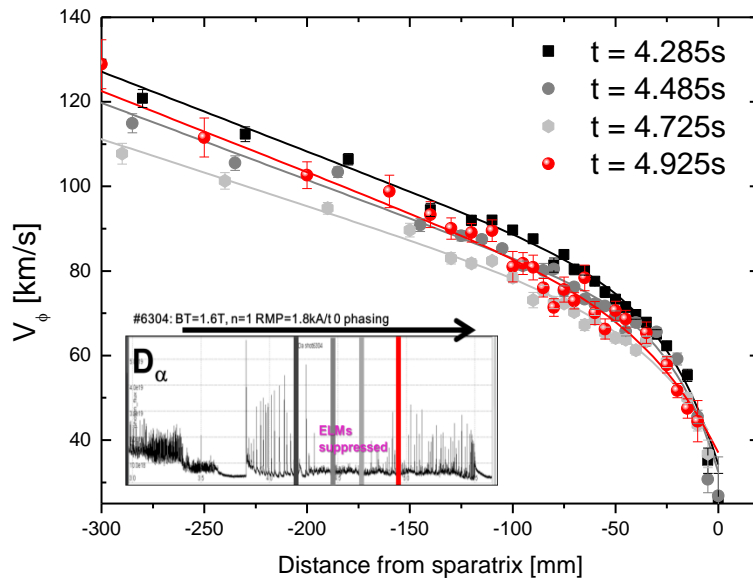 t = 4.285s
t = 4.485s
t = 4.725s
t = 4.925s
140
120
100
80
60
40
Vϕ [km/s]
#6304: BT=1.6T, n=1 RMP=1.8kA/t 0 phasing
Dα
ELMs
suppressed
-300 -250 -200 -150 -100 -50 0
Distance from sparatrix [mm]